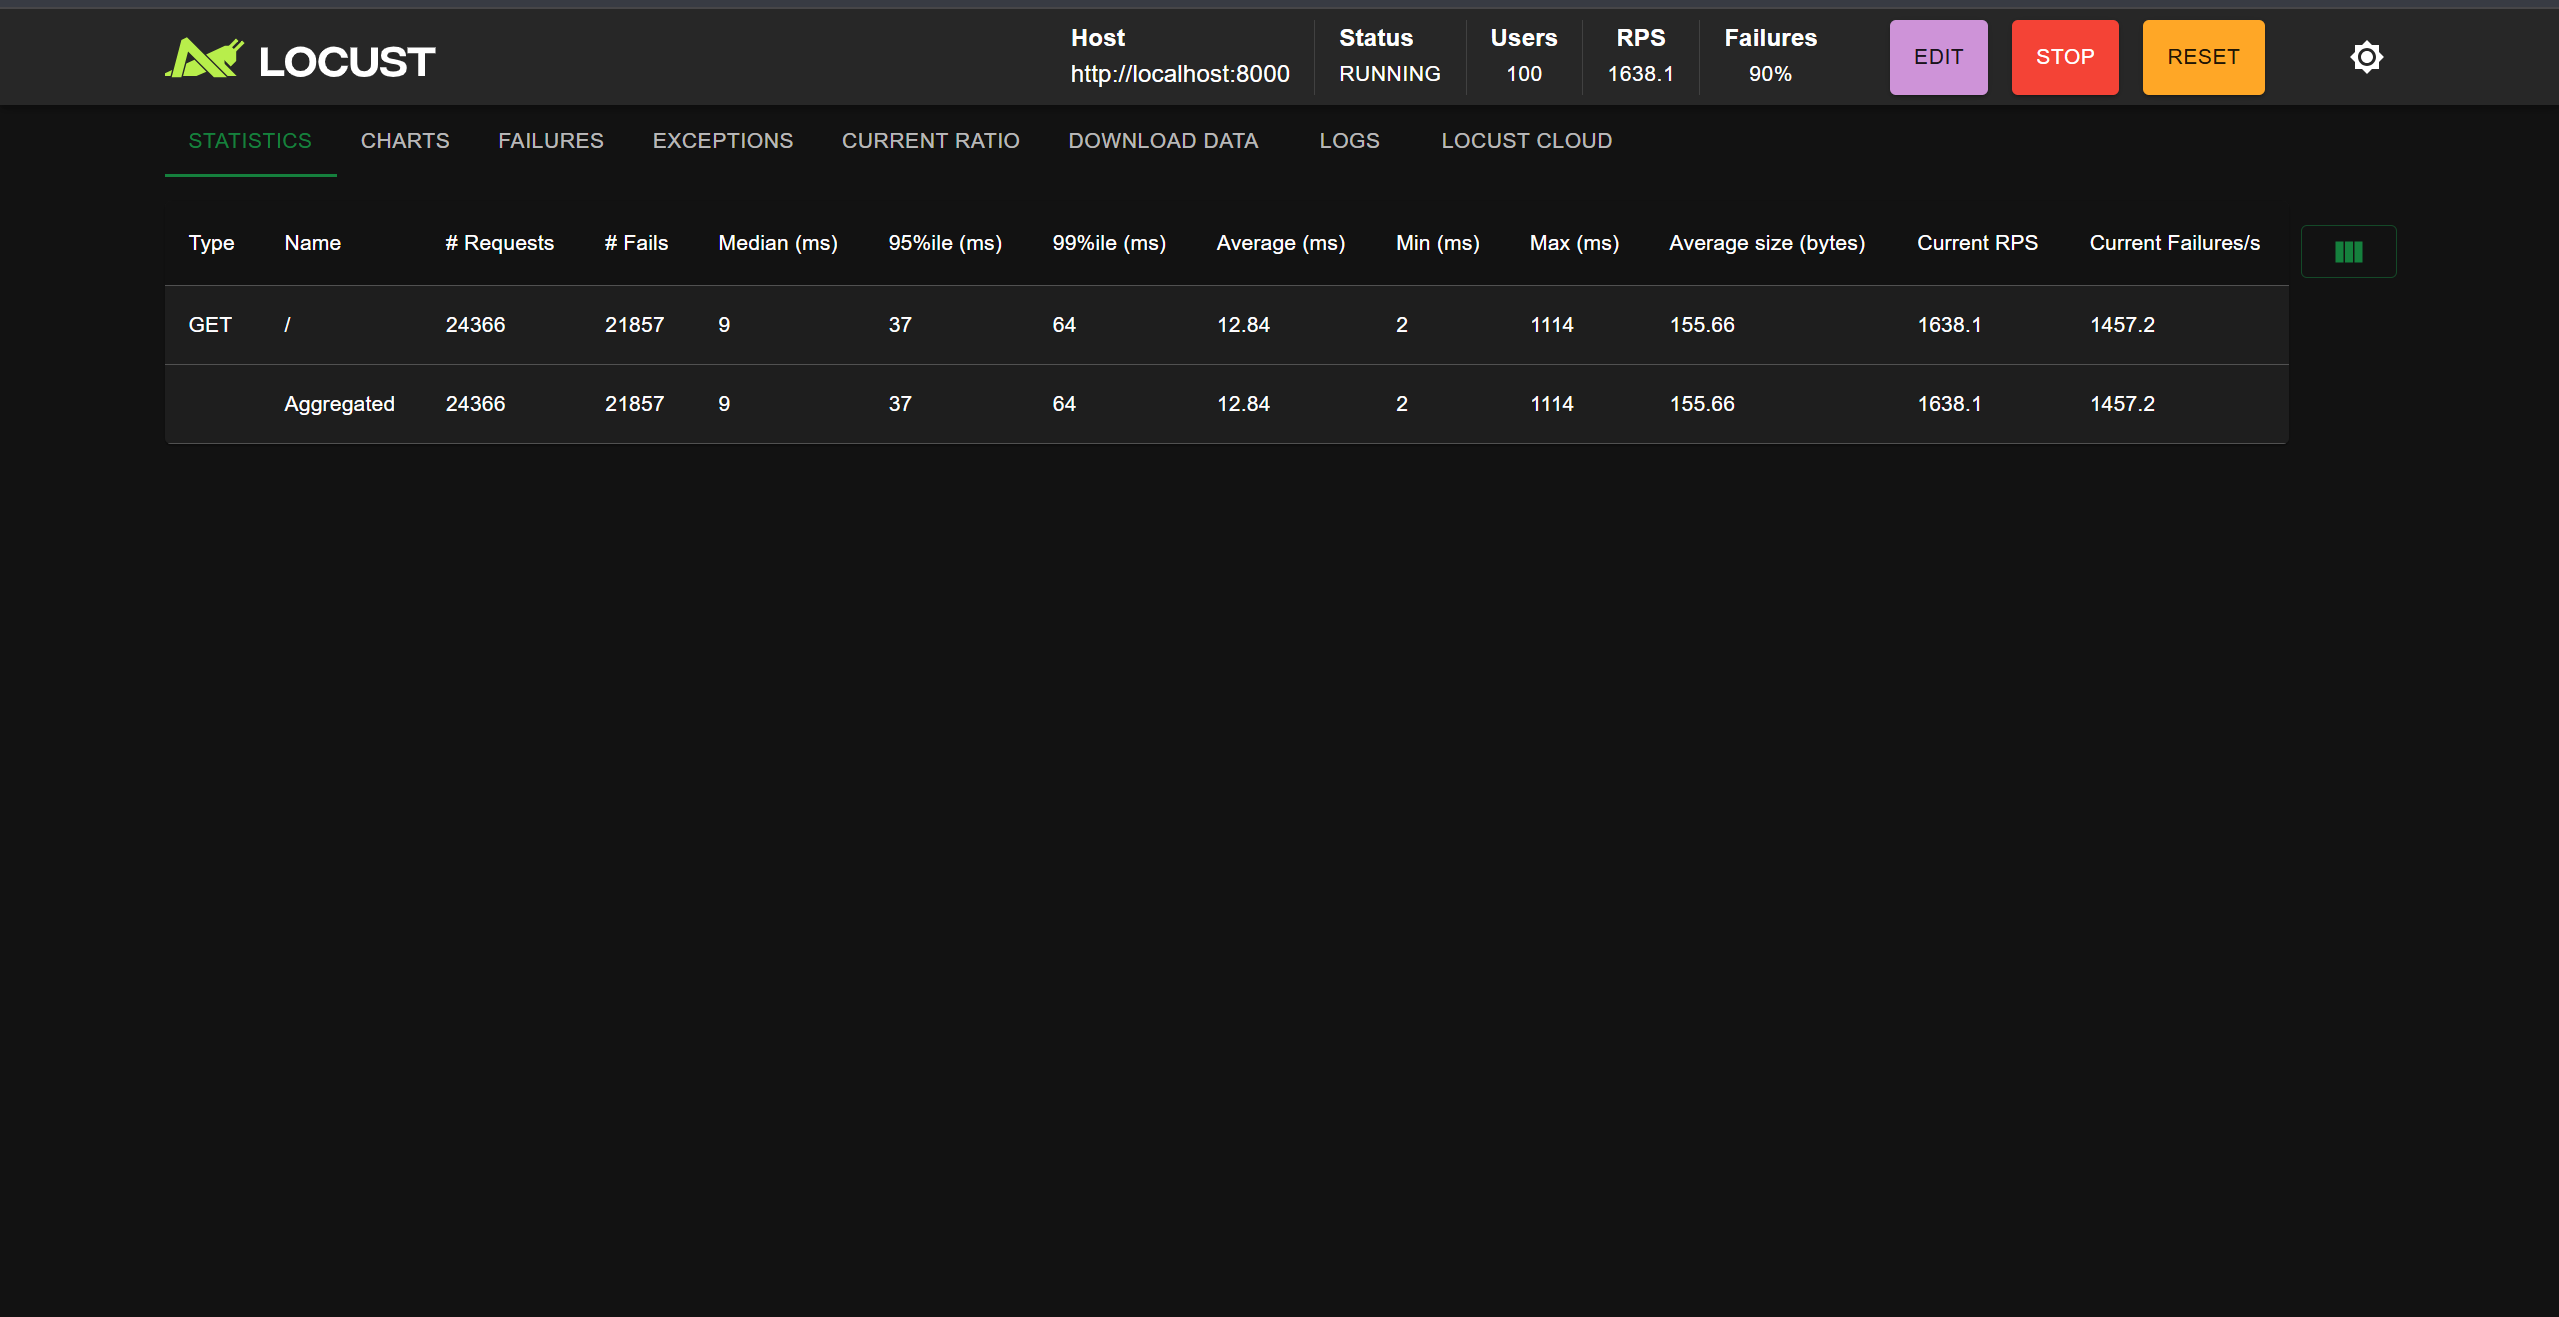 LOCUST
Host Status Users RPS Failures
http://localhost:8000 RUNNING 100 1638.1 90%
EDIT STOP RESET
STATISTICS CHARTS FAILURES EXCEPTIONS CURRENT RATIO DOWNLOAD DATA LOGS LOCUST CLOUD
Type Name # Requests # Fails Median (ms) 95%ile (ms) 99%ile (ms) Average (ms) Min (ms) Max (ms) Average size (bytes) Current RPS Current Failures/s
GET / 24366 21857 9 37 64 12.84 2 1114 155.66 1638.1 1457.2
Aggregated 24366 21857 9 37 64 12.84 2 1114 155.66 1638.1 1457.2